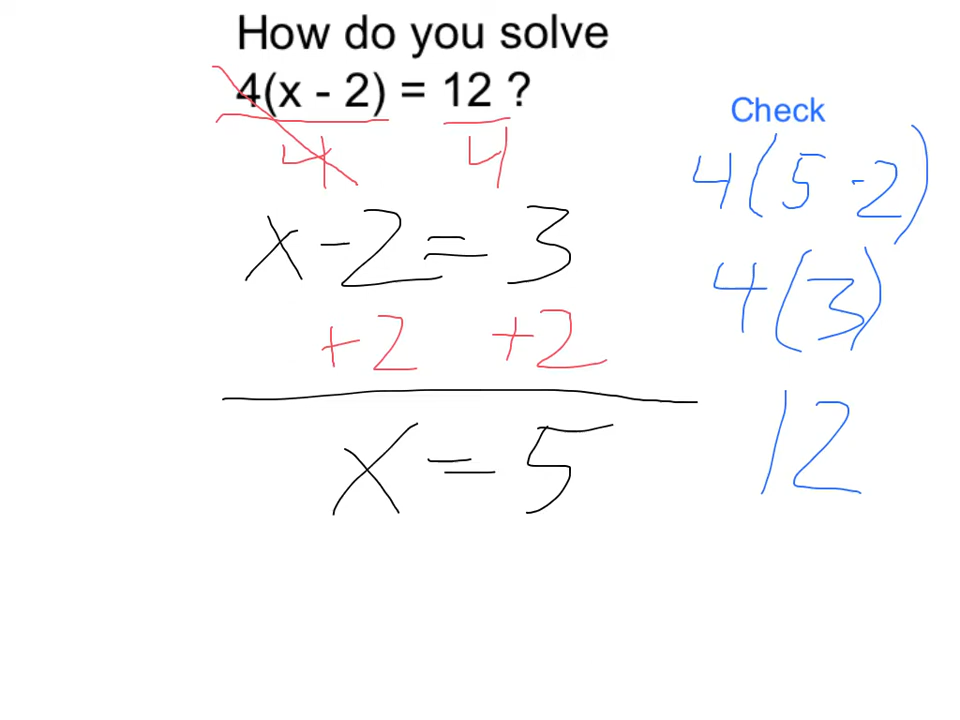 How do you solve
4(x - 2) = 12 ?
4 4
x - 2 = 3
+2 +2
x = 5
Check
4(5 - 2)
4(3)
12